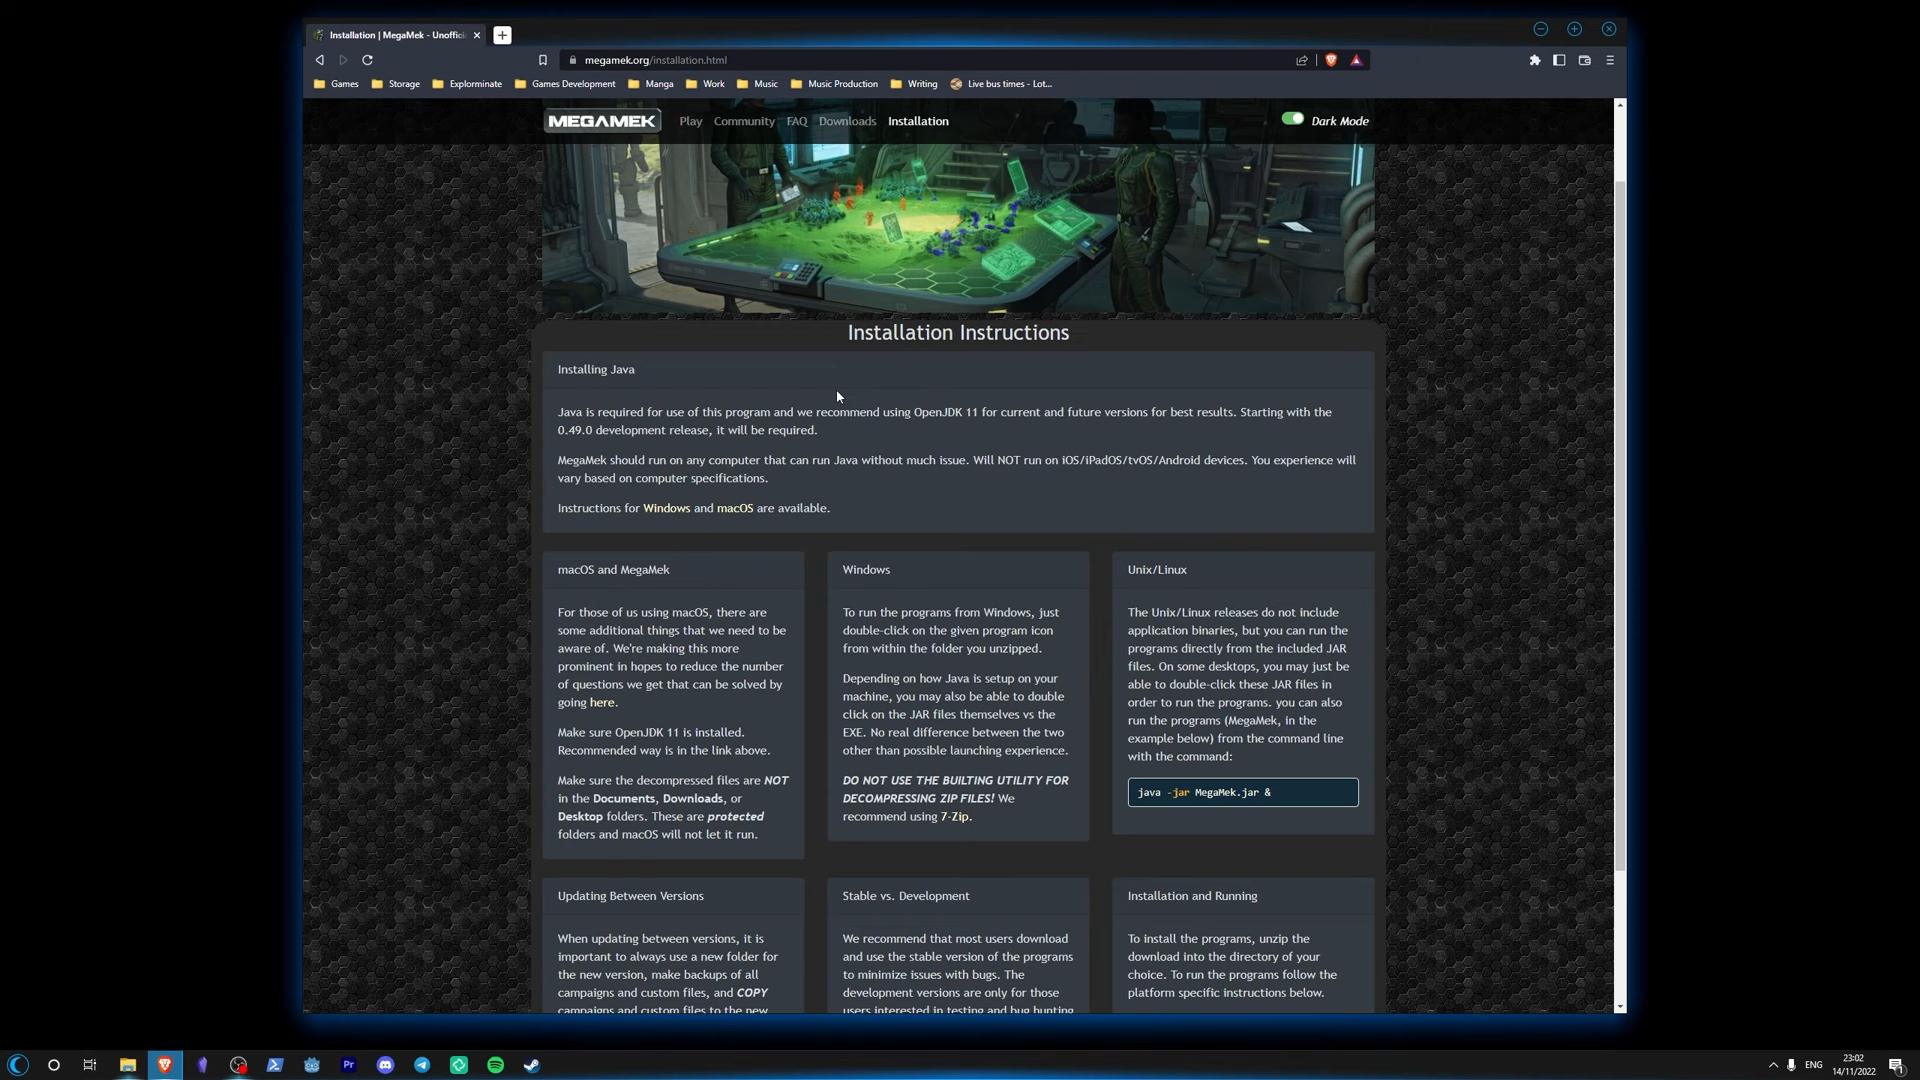 Installation | MegaMek - Unoffici
megamek.org/installation.html
Games
Storage
Explorminate
Games Development
Manga
Work
Music
Music Production
Writing
Live bus times - Lot...
MEGAMEK
Play
Community
FAQ
Downloads
Installation
Dark Mode
Installation Instructions
Installing Java
Java is required for use of this program and we recommend using OpenJDK 11 for current and future versions for best results. Starting with the
0.49.0 development release, it will be required.
MegaMek should run on any computer that can run Java without much issue. Will NOT run on iOS/iPadOS/tvOS/Android devices. You experience will
vary based on computer specifications.
Instructions for Windows and macOS are available.
macOS and MegaMek
For those of us using macOS, there are
some additional things that we need to be
aware of. We're making this more
prominent in hopes to reduce the number
of questions we get that can be solved by
going here.
Make sure OpenJDK 11 is installed.
Recommended way is in the link above.
Make sure the decompressed files are NOT
in the Documents, Downloads, or
Desktop folders. These are protected
folders and macOS will not let it run.
Windows
To run the programs from Windows, just
double-click on the given program icon
from within the folder you unzipped.
Depending on how Java is setup on your
machine, you may also be able to double
click on the JAR files themselves vs the
EXE. No real difference between the two
other than possible launching experience.
DO NOT USE THE BUILTING UTILITY FOR
DECOMPRESSING ZIP FILES! We
recommend using 7-Zip.
Unix/Linux
The Unix/Linux releases do not include
application binaries, but you can run the
programs directly from the included JAR
files. On some desktops, you may just be
able to double-click these JAR files in
order to run the programs. you can also
run the programs (MegaMek, in the
example below) from the command line
with the command:
java -jar MegaMek.jar &
Updating Between Versions
When updating between versions, it is
important to always use a new folder for
the new version, make backups of all
campaigns and custom files, and COPY
campaigns and custom files to the new
Stable vs. Development
We recommend that most users download
and use the stable version of the programs
to minimize issues with bugs. The
development versions are only for those
users interested in testing and bug hunting
Installation and Running
To install the programs, unzip the
download into the directory of your
choice. To run the programs follow the
platform specific instructions below.
Pr
ENG
23:02
14/11/2022